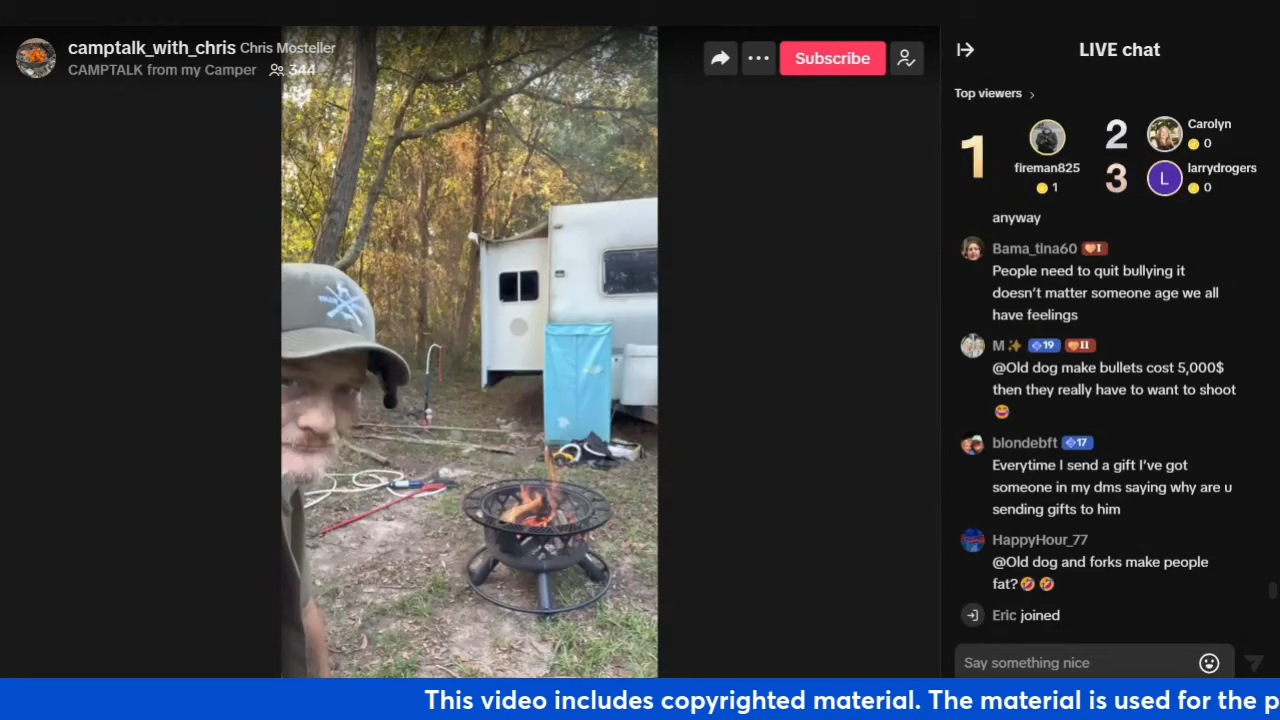 camptalk_with_chris Chris Mosteller
CAMPTALK from my Camper 344
Subscribe
LIVE chat
Top viewers
1
fireman825
1
2
Carolyn
0
3
L
larrydrogers
0
anyway
Bama_tina60 I
People need to quit bullying it
doesn't matter someone age we all
have feelings
M✨ 19 II
@Old dog make bullets cost 5,000$
then they really have to want to shoot
😂
blondebft 17
Everytime I send a gift I've got
someone in my dms saying why are u
sending gifts to him
HappyHour_77
@Old dog and forks make people
fat?🤣🤣
Eric joined
Say something nice
This video includes copyrighted material. The material is used for the p